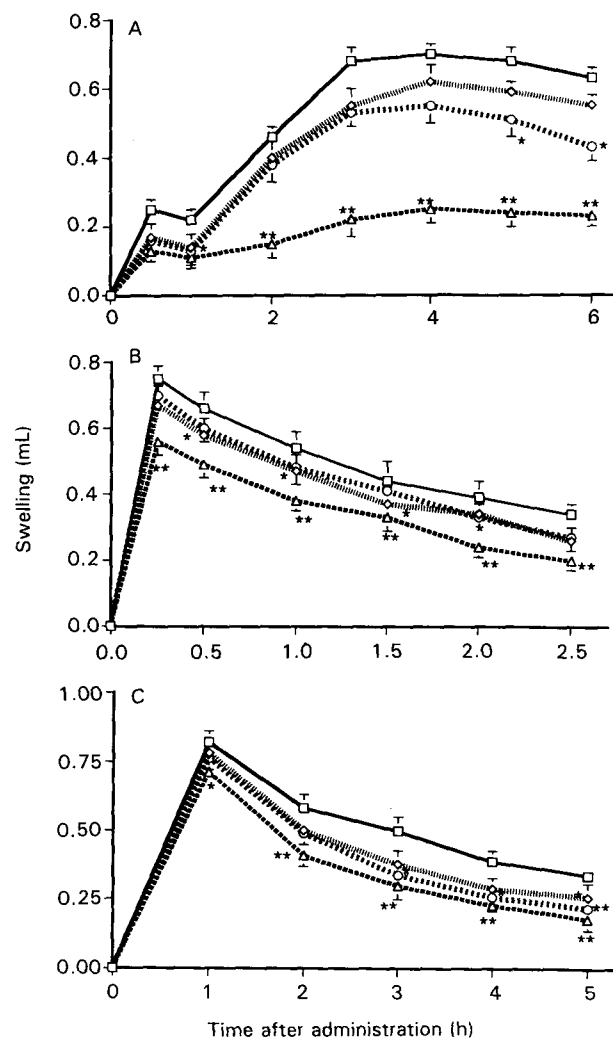 A
0.8
0.6
0.4
0.2
0.0
0 2 4 6
* * *
** ** ** ** **
B
0.8
0.6
0.4
0.2
0.0
0.0 0.5 1.0 1.5 2.0 2.5
* * * *
** ** ** ** ** **
Swelling (mL)
C
1.00
0.75
0.50
0.25
0.00
0 1 2 3 4 5
*
** ** ** ** **
Time after administration (h)